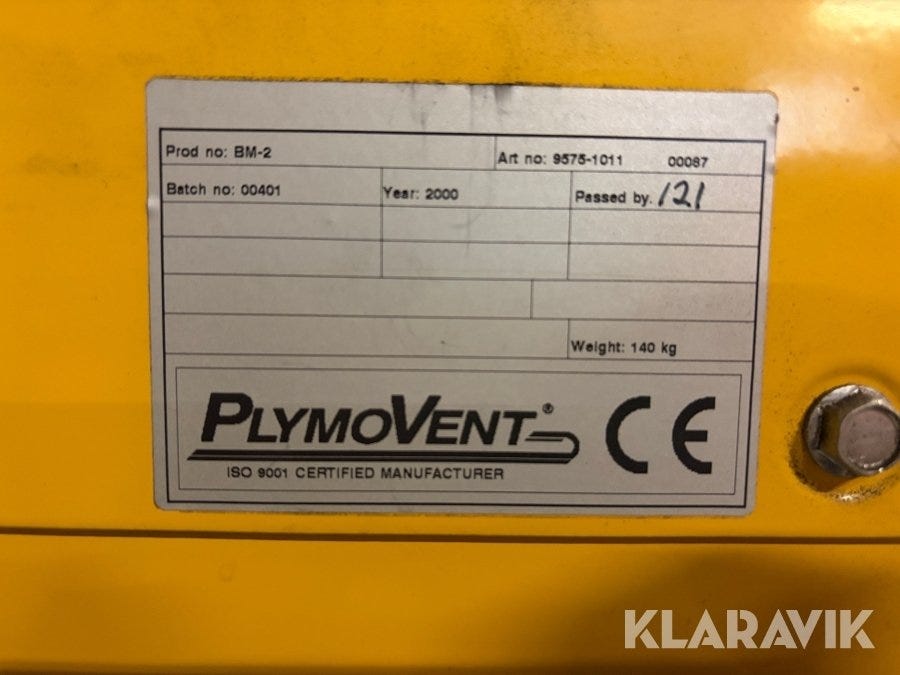 Prod no: BM-2
Art no: 9575-1011 00087
Batch no: 00401
Year: 2000
Passed by. 121
Weight: 140 kg
PLYMOVENT®
CE
ISO 9001 CERTIFIED MANUFACTURER
KLARAVIK